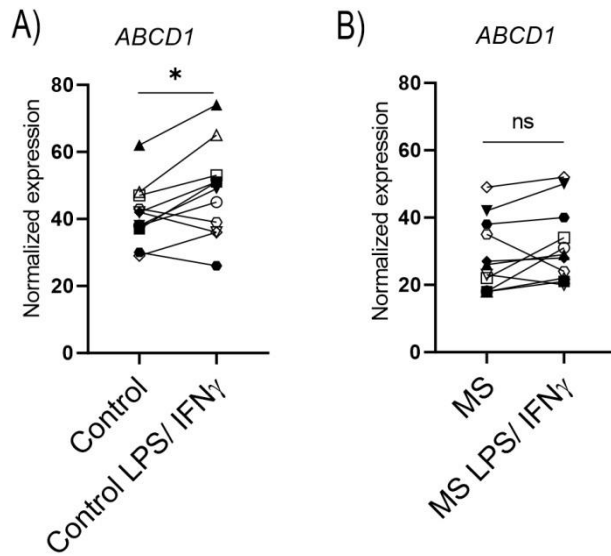 A)
ABCD1
*
Normalized expression
80
60
40
20
0
Control
Control LPS/ IFNγ
B)
ABCD1
ns
Normalized expression
80
60
40
20
0
MS
MS LPS/ IFNγ